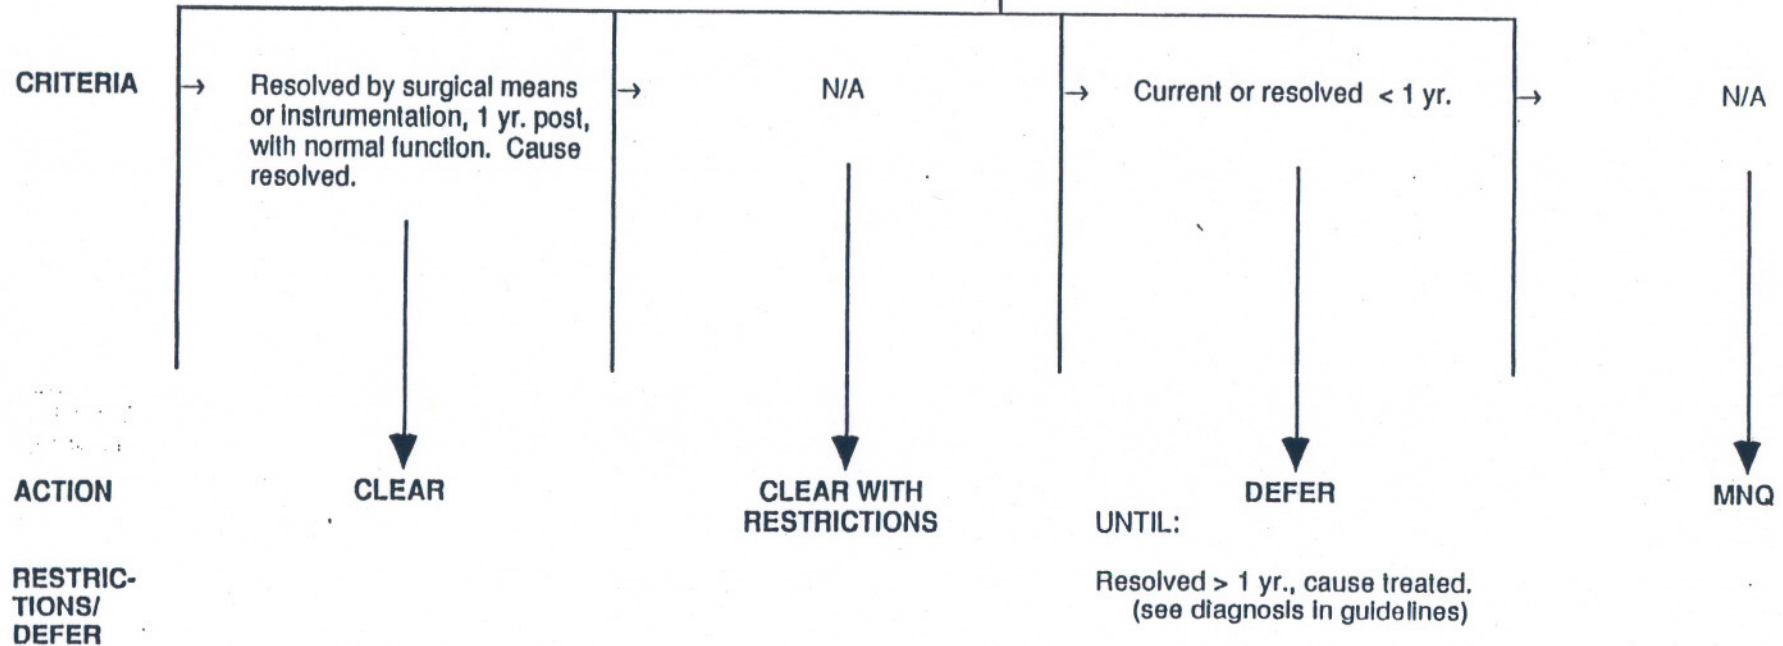 CRITERIA
→ Resolved by surgical means
or instrumentation, 1 yr. post,
with normal function. Cause
resolved.
→ N/A
→ Current or resolved < 1 yr.
→ N/A
ACTION
CLEAR
CLEAR WITH
RESTRICTIONS
DEFER
UNTIL:
MNQ
RESTRIC-
TIONS/
DEFER
Resolved > 1 yr., cause treated.
(see diagnosis in guidelines)